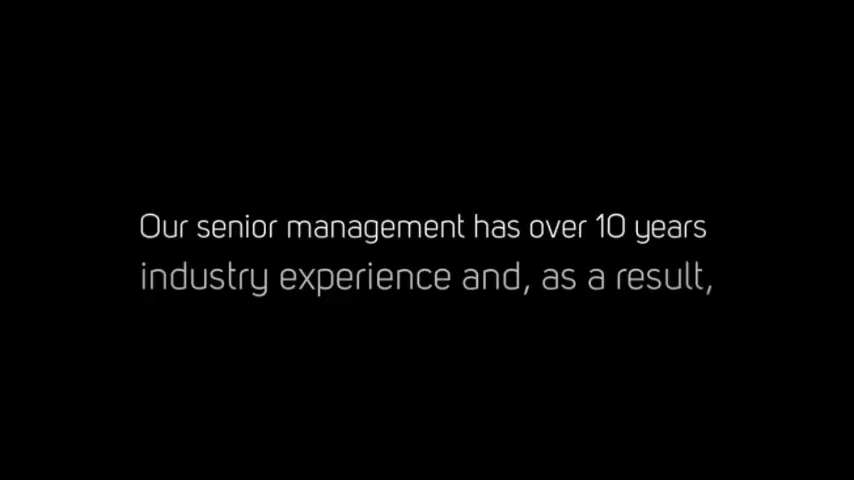 Our senior management has over 10 years
industry experience and, as a result,